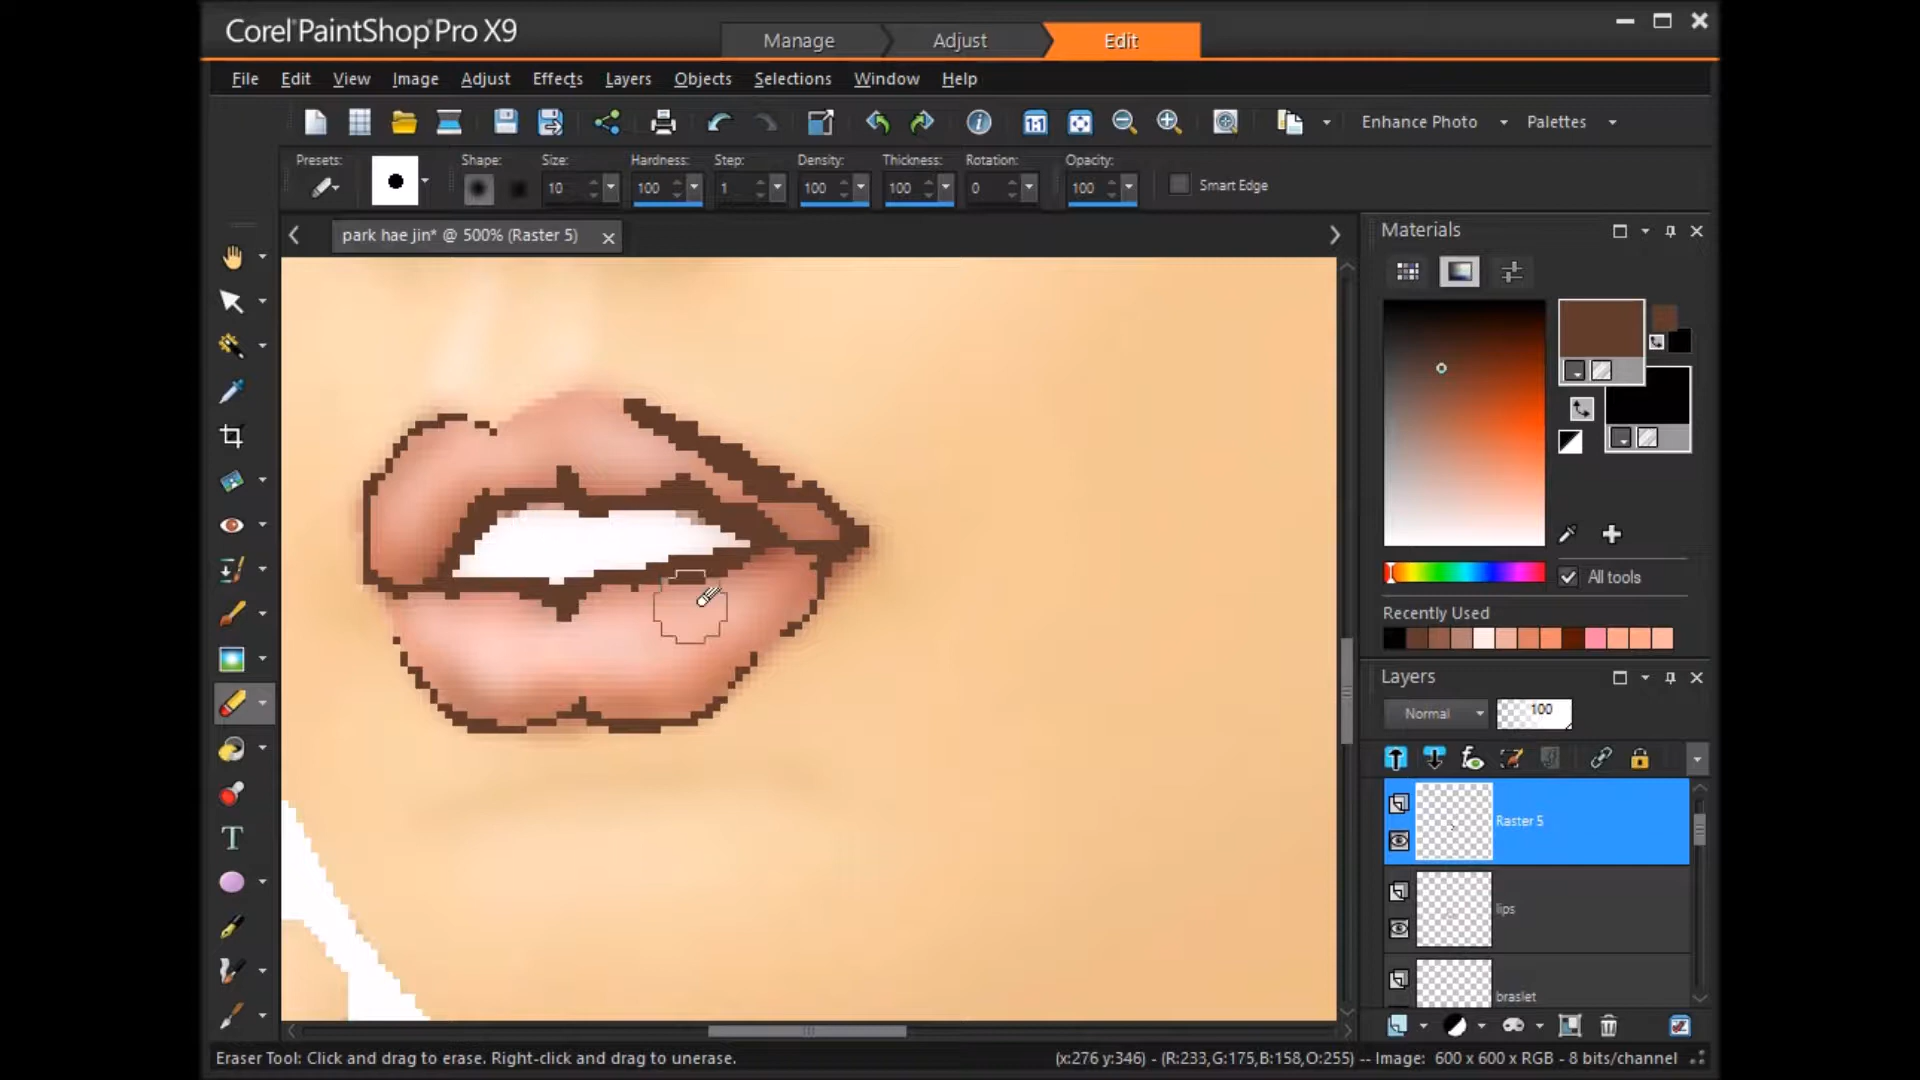 Corel PaintShop Pro X9
Manage
Adjust
Edit
File Edit View Image Adjust Effects Layers Objects Selections Window Help
1:1
Enhance Photo
Palettes
Presets: Shape: Size: Hardness: Step: Density: Thickness: Rotation: Opacity:
10 100 1 100 100 0 100
Smart Edge
park hae jin* @ 500% (Raster 5)
Materials
All tools
Recently Used
Layers
Normal
100
Raster 5
lips
braslet
T
Eraser Tool: Click and drag to erase. Right-click and drag to unerase.
(x:276 y:346) - (R:233,G:175,B:158,O:255) -- Image: 600 x 600 x RGB - 8 bits/channel